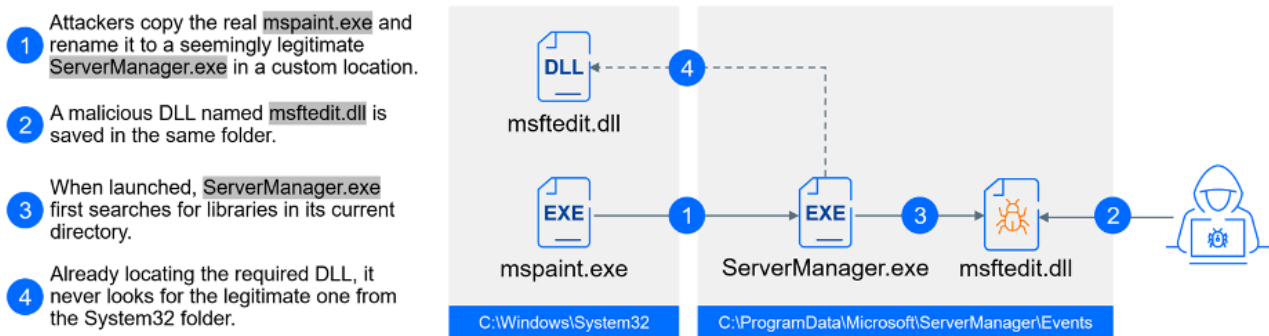 1
Attackers copy the real mspaint.exe and
rename it to a seemingly legitimate
ServerManager.exe in a custom location.
2
A malicious DLL named msftedit.dll is
saved in the same folder.
3
When launched, ServerManager.exe
first searches for libraries in its current
directory.
4
Already locating the required DLL, it
never looks for the legitimate one from
the System32 folder.
DLL
4
msftedit.dll
EXE
1
EXE
3
2
mspaint.exe
ServerManager.exe
msftedit.dll
C:\Windows\System32
C:\ProgramData\Microsoft\ServerManager\Events